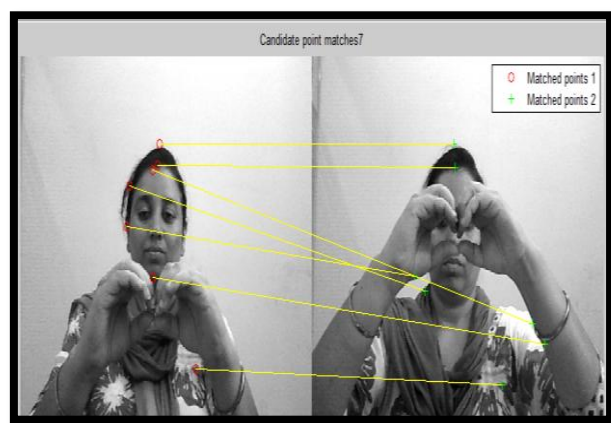 Candidate point matches7
Matched points 1
Matched points 2